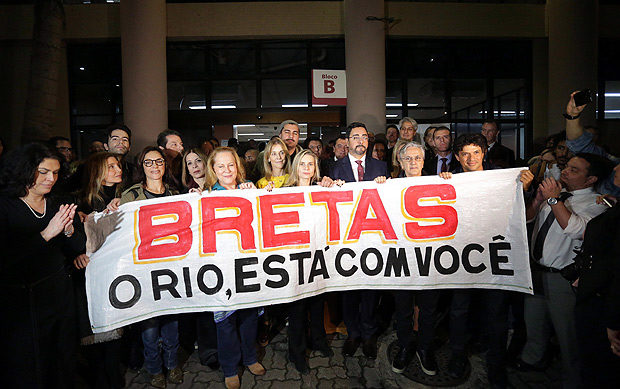 Bloco
B
BRETAS
O RIO, ESTÁ COM VOCÊ